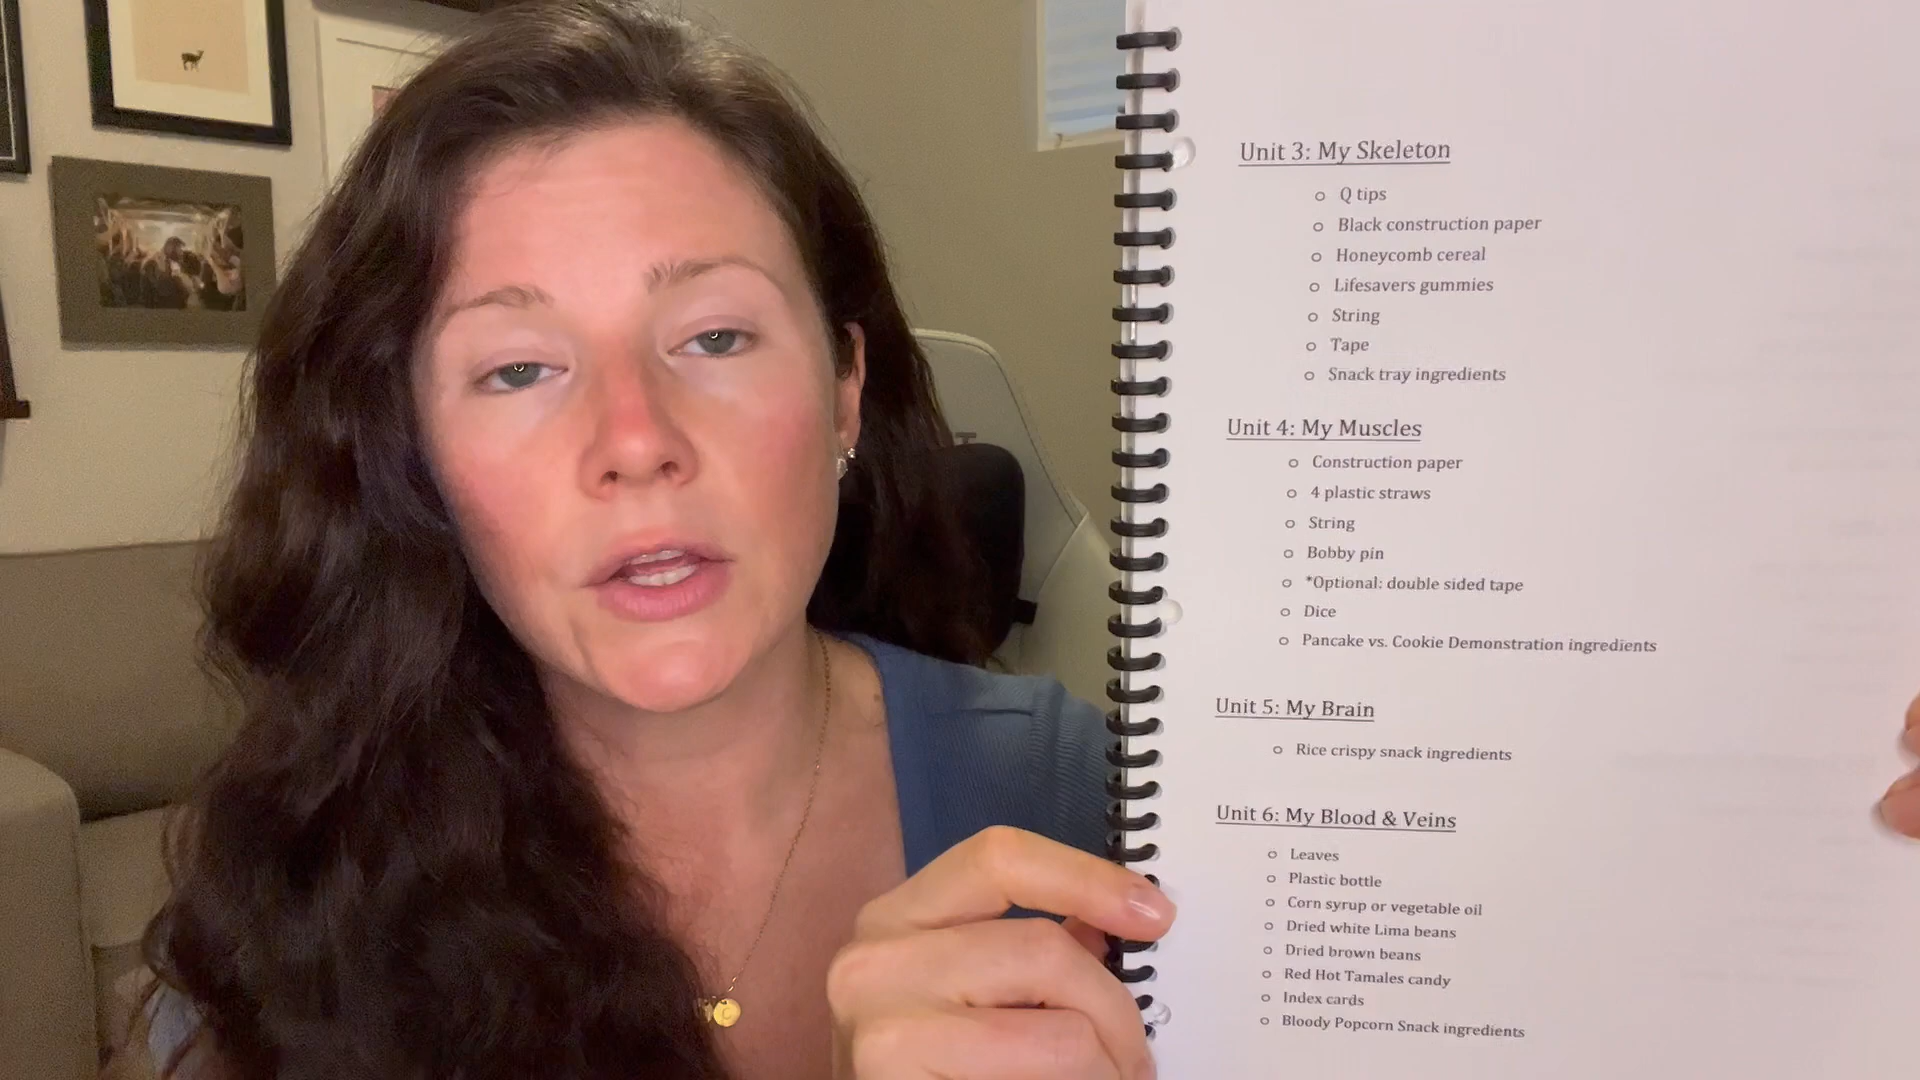 Unit 3: My Skeleton
o Q tips
o Black construction paper
o Honeycomb cereal
o Lifesavers gummies
o String
o Tape
o Snack tray ingredients
Unit 4: My Muscles
o Construction paper
o 4 plastic straws
o String
o Bobby pin
o *Optional: double sided tape
o Dice
o Pancake vs. Cookie Demonstration ingredients
Unit 5: My Brain
o Rice crispy snack ingredients
Unit 6: My Blood & Veins
o Leaves
o Plastic bottle
o Corn syrup or vegetable oil
o Dried white Lima beans
o Dried brown beans
o Red Hot Tamales candy
o Index cards
o Bloody Popcorn Snack ingredients